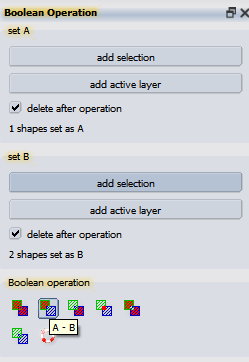 Boolean Operation
set A
add selection
add active layer
delete after operation
1 shapes set as A
set B
add selection
add active layer
delete after operation
2 shapes set as B
Boolean operation
A - B